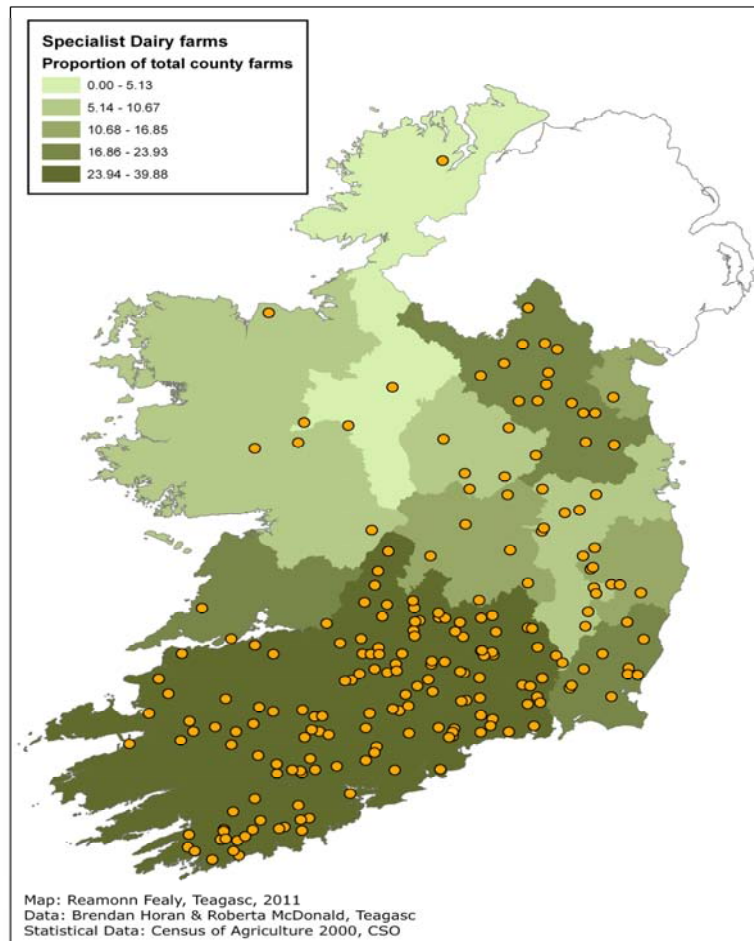 Specialist Dairy farms
Proportion of total county farms
0.00 - 5.13
5.14 - 10.67
10.68 - 16.85
16.86 - 23.93
23.94 - 39.88
Map: Reamonn Fealy, Teagasc, 2011
Data: Brendan Horan & Roberta McDonald, Teagasc
Statistical Data: Census of Agriculture 2000, CSO